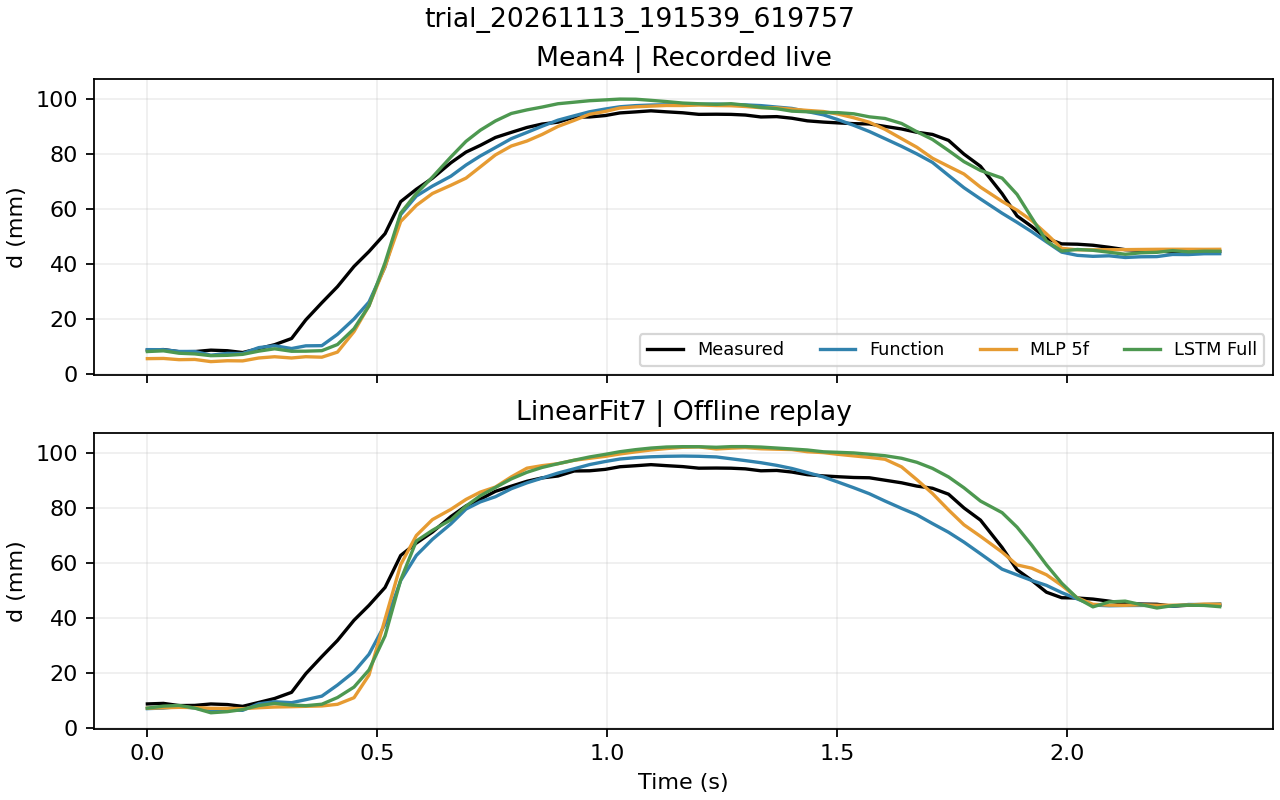 trial_20261113_191539_619757
Mean4 | Recorded live
100
80
60
40
20
0
d (mm)
Measured
Function
MLP 5f
LSTM Full
LinearFit7 | Offline replay
100
80
60
40
20
0
d (mm)
0.0
0.5
1.0
1.5
2.0
Time (s)